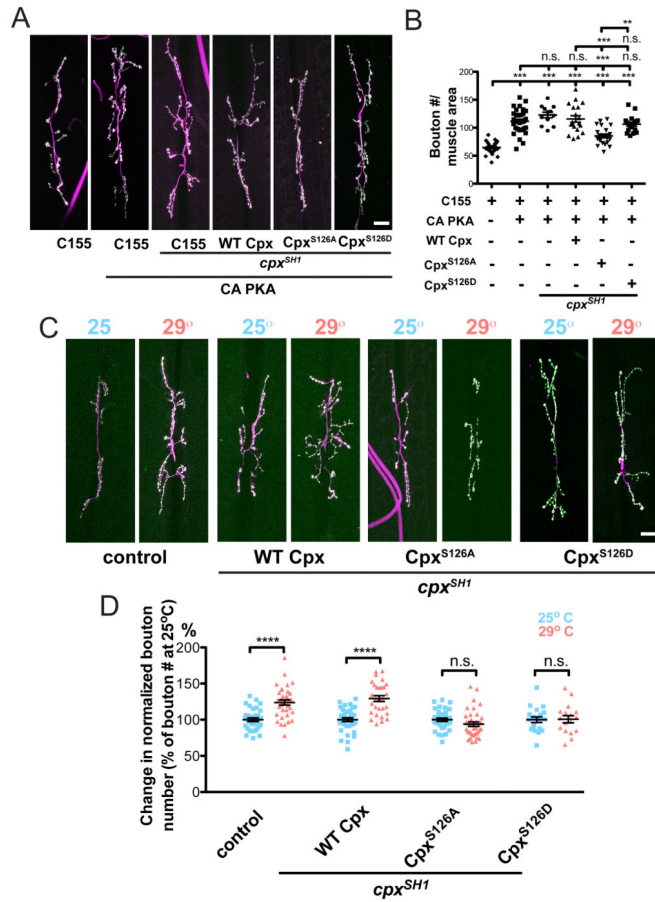 A
C155
C155
C155
WT Cpx
Cpx^S126A
Cpx^S126D
cpx^SH1
CA PKA
B
**
n.s.
***
n.s.
n.s.
***
n.s.
***
***
***
***
***
Bouton #/
muscle area
200
150
100
50
0
C155 + + + + + +
CA PKA - + + + + +
WT Cpx - - - + - -
Cpx^S126A - - - - + -
Cpx^S126D - - - - - +
cpx^SH1
C
25 29° 25° 29° 25° 29° 25° 29°
control
WT Cpx
Cpx^S126A
Cpx^S126D
cpx^SH1
D
%
25° C
29° C
**** **** n.s. n.s.
Change in normalized bouton
number (% of bouton # at 25°C)
200
150
100
50
0
control
WT Cpx
Cpx^S126A
Cpx^S126D
cpx^SH1